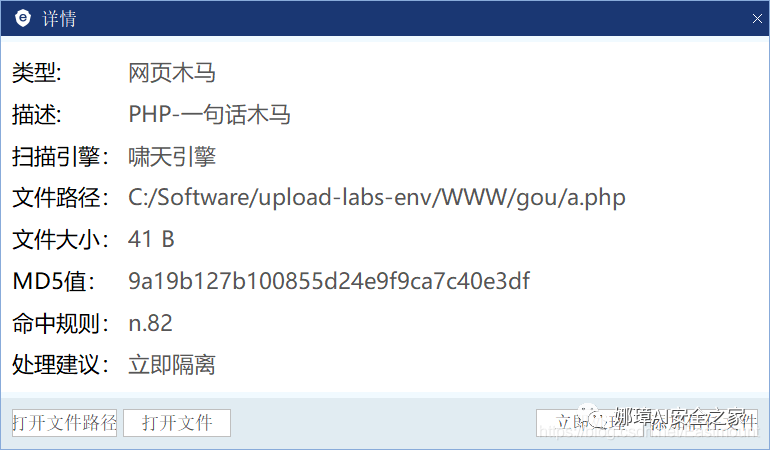 详情
类型: 网页木马
描述: PHP-一句话木马
扫描引擎: 啸天引擎
文件路径: C:/Software/upload-labs-env/WWW/gou/a.php
文件大小: 41 B
MD5值: 9a19b127b100855d24e9f9ca7c40e3df
命中规则: n.82
处理建议: 立即隔离
打开文件路径 打开文件 立即处理 娜璋AI安全之家